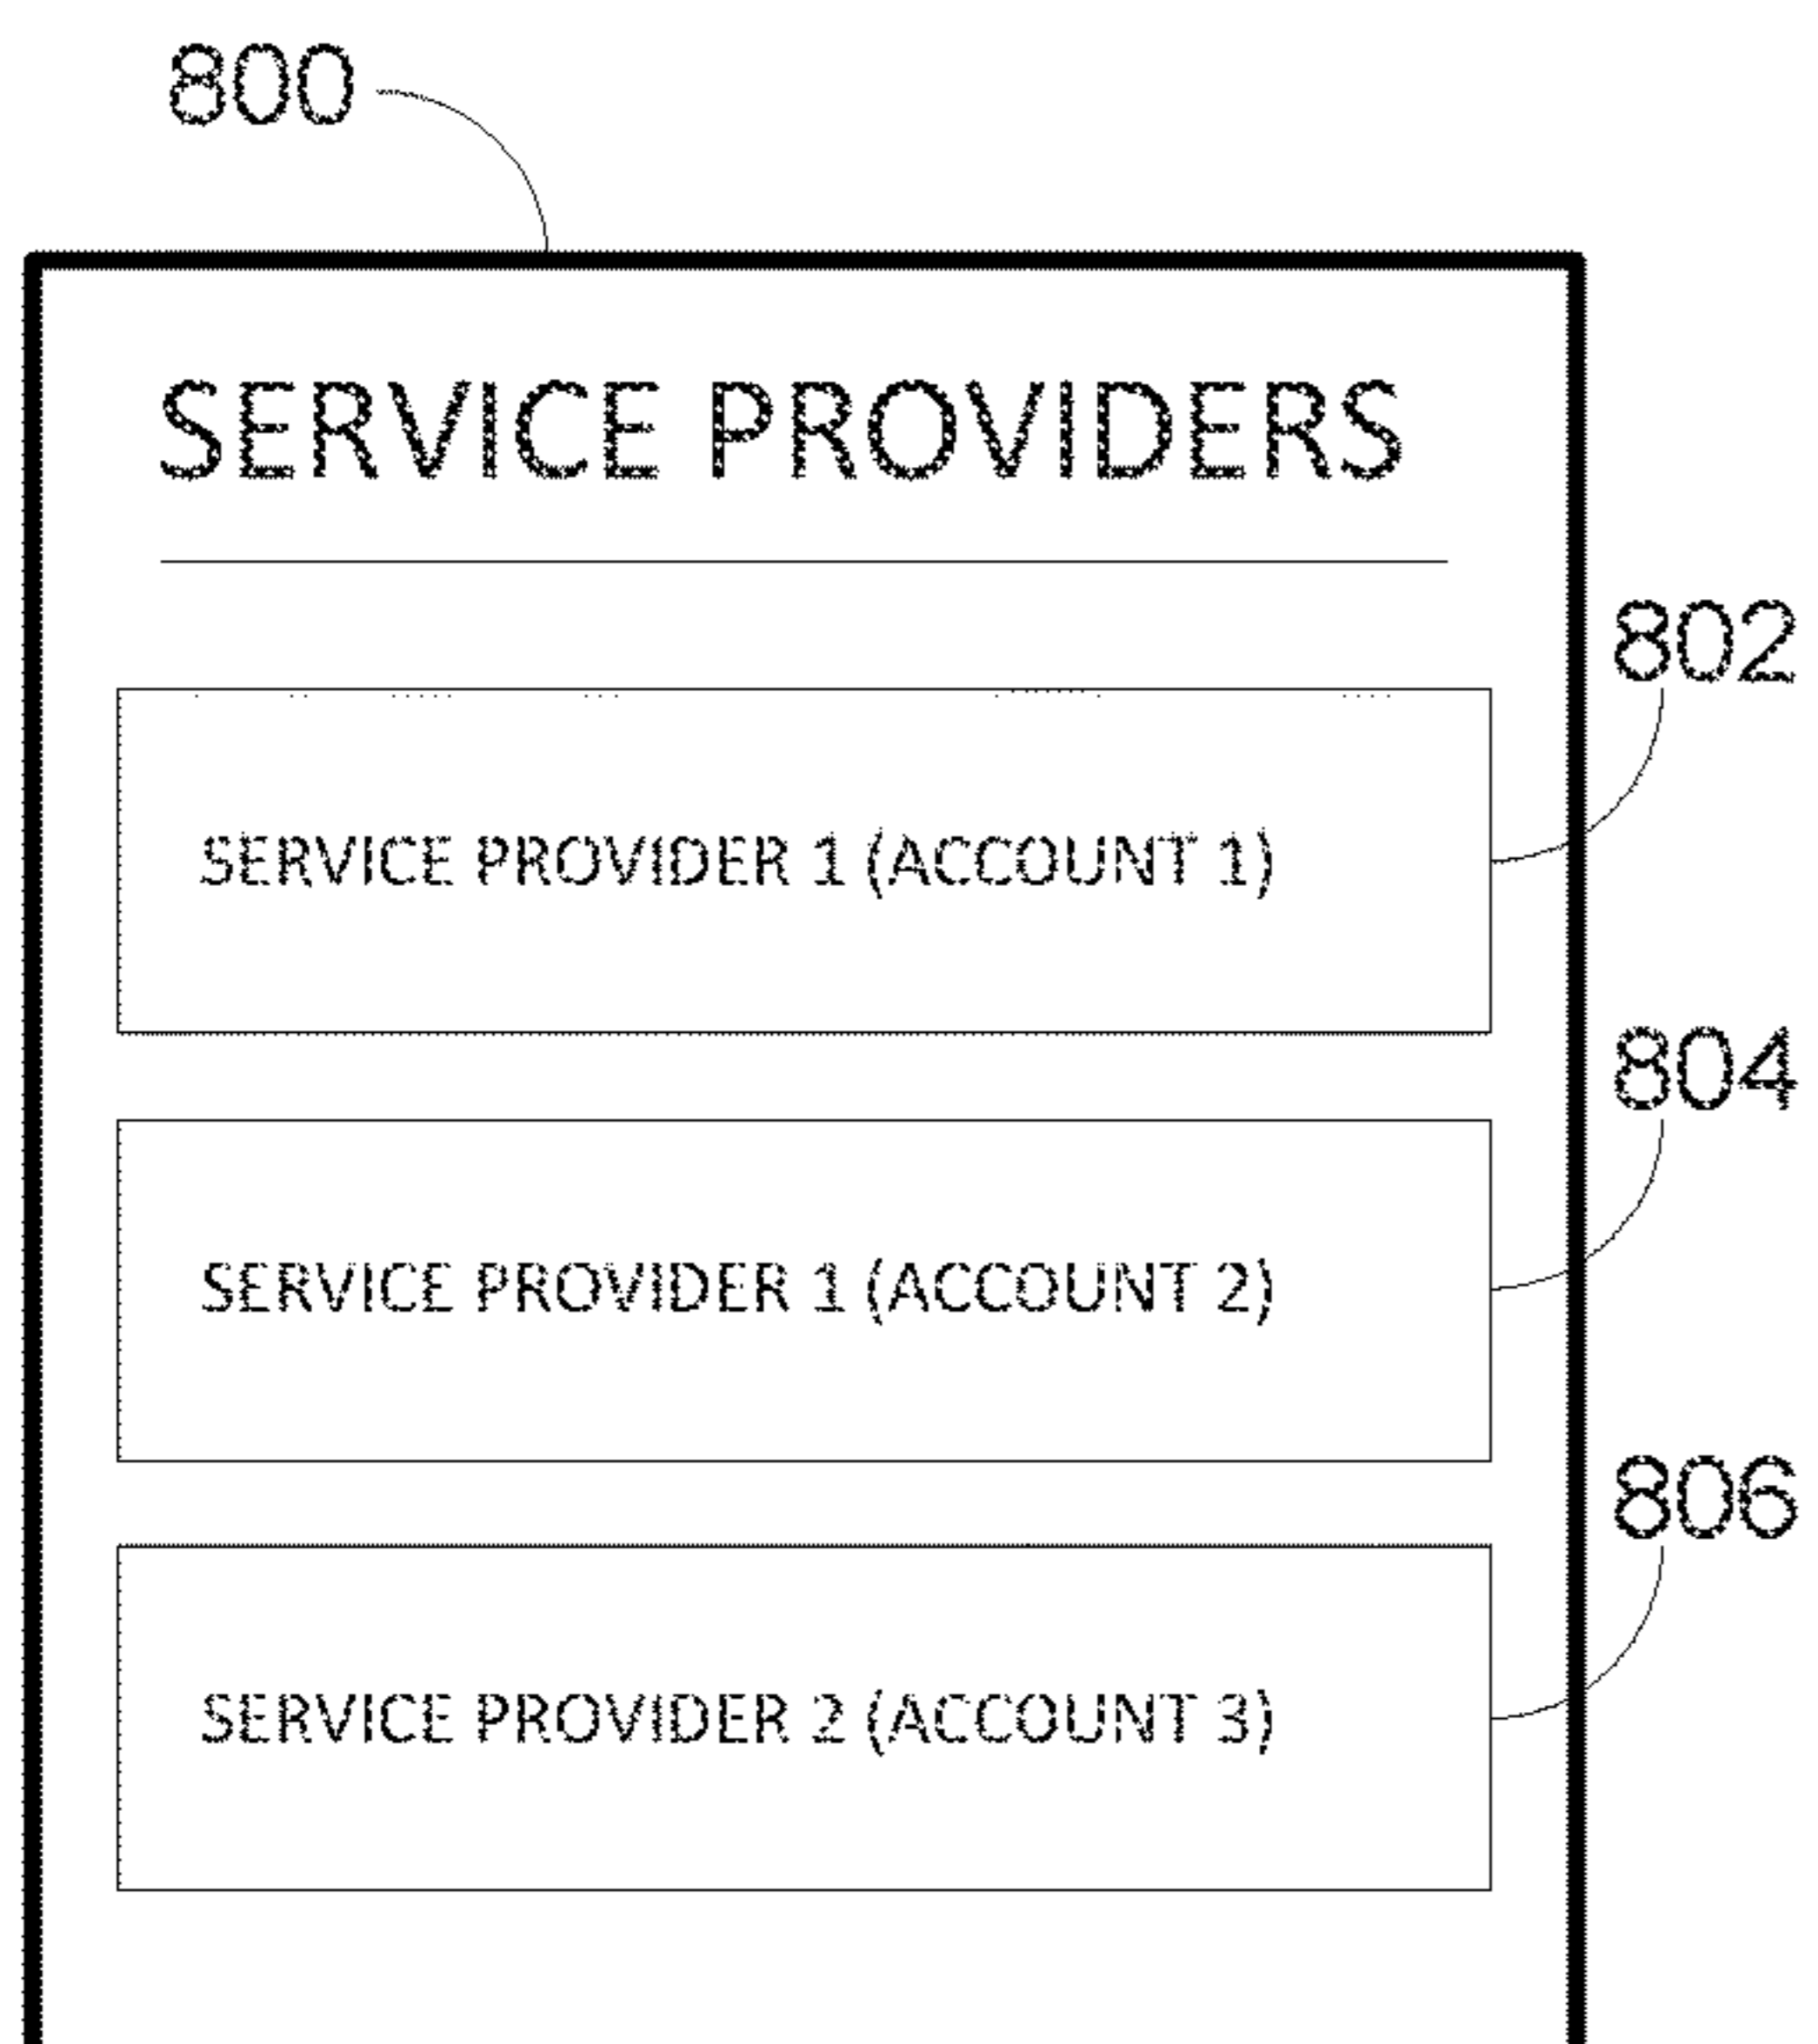 800
SERVICE PROVIDERS
802
SERVICE PROVIDER 1 (ACCOUNT 1)
804
SERVICE PROVIDER 1 (ACCOUNT 2)
806
SERVICE PROVIDER 2 (ACCOUNT 3)